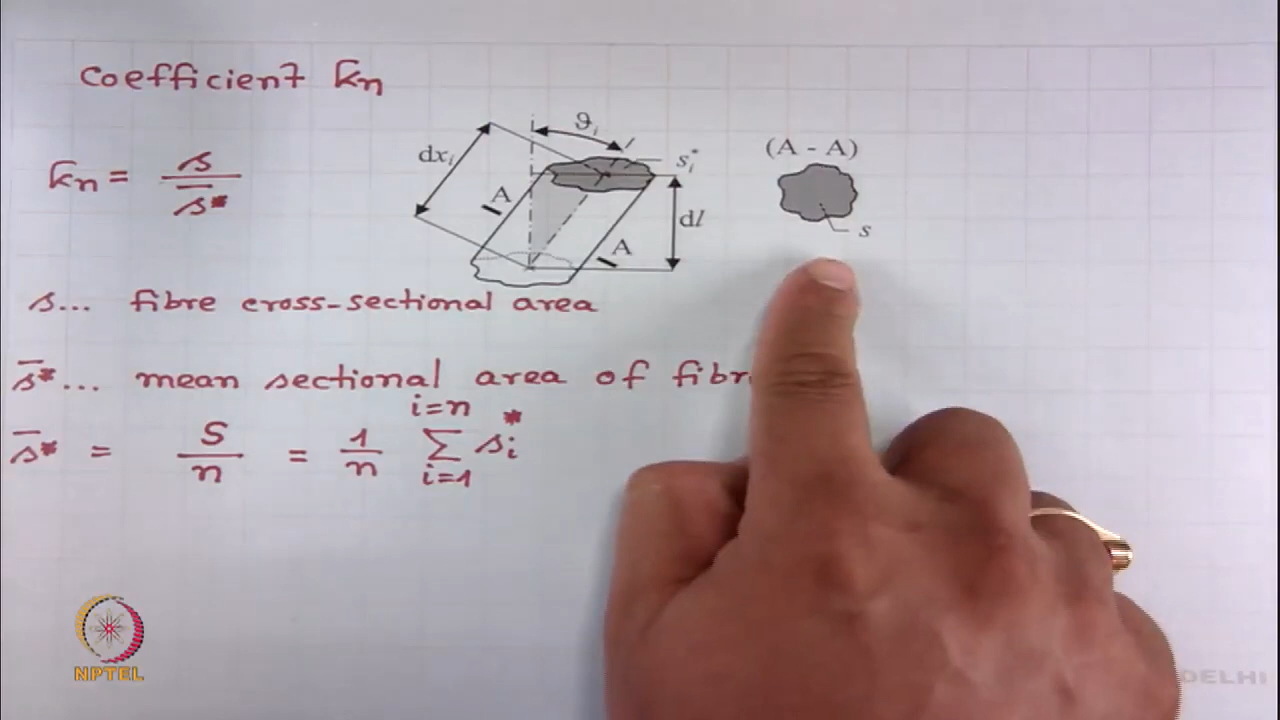 coefficient kn
kn = s / s̄*
dxᵢ
ϑᵢ
sᵢ*
A
A
dl
(A - A)
s
s... fibre cross-sectional area
s̄*... mean sectional area of
s̄* = S/n = 1/n Σ sᵢ*
i=n
i=1
NPTEL
DELHI